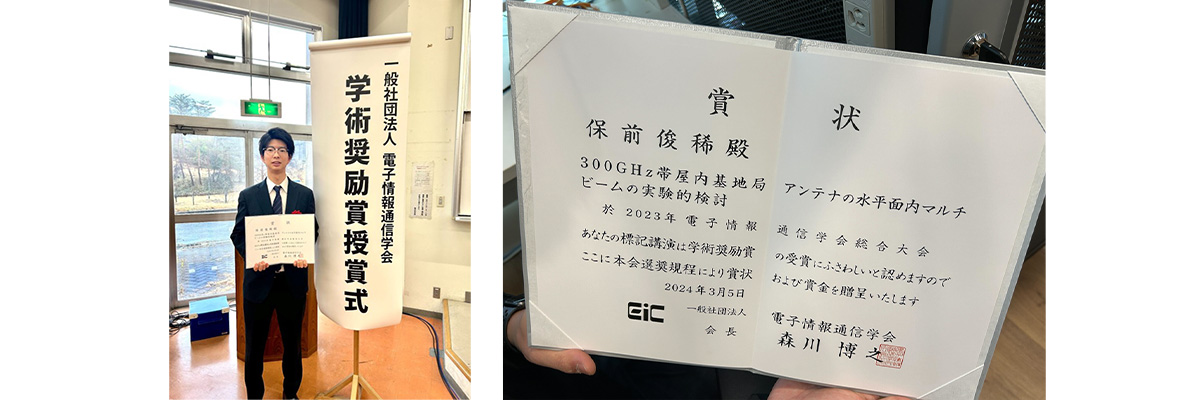 一般社団法人 電子情報通信学会
学術奨励賞授賞式
賞状
賞状
保前俊稀殿
300GHz帯屋内基地局アンテナの水平面内マルチ
ビームの実験的検討
於 2023年 電子情報通信学会総合大会
あなたの標記講演は学術奨励賞の受賞にふさわしいと認めますので
ここに本会選奨規程により賞状および賞金を贈呈いたします
2024年3月5日
EiC
一般社団法人 電子情報通信学会
会長 森川博之